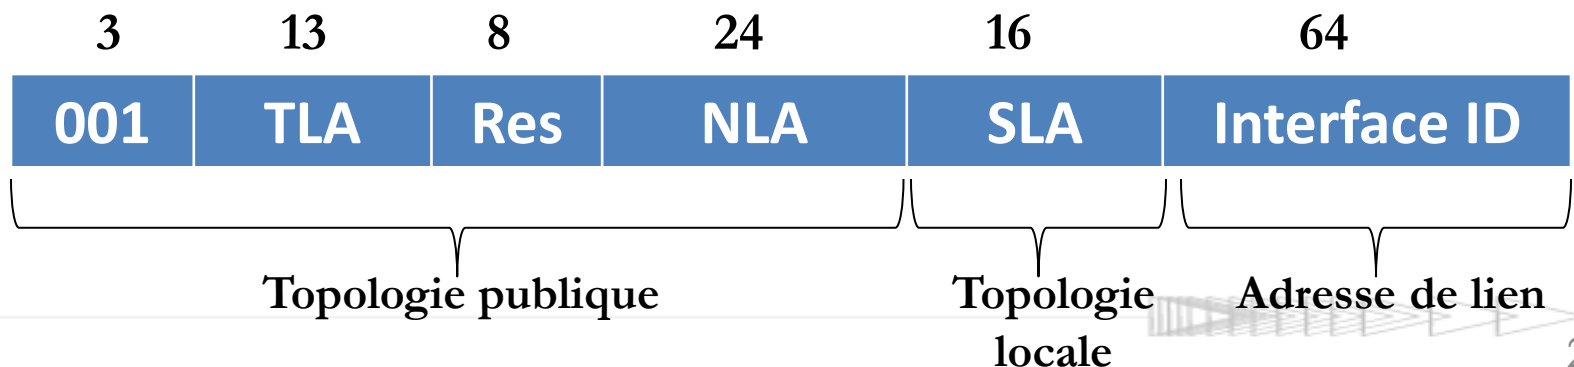 3 13 8 24 16 64
001 TLA Res NLA SLA Interface ID
Topologie publique Topologie locale Adresse de lien
2